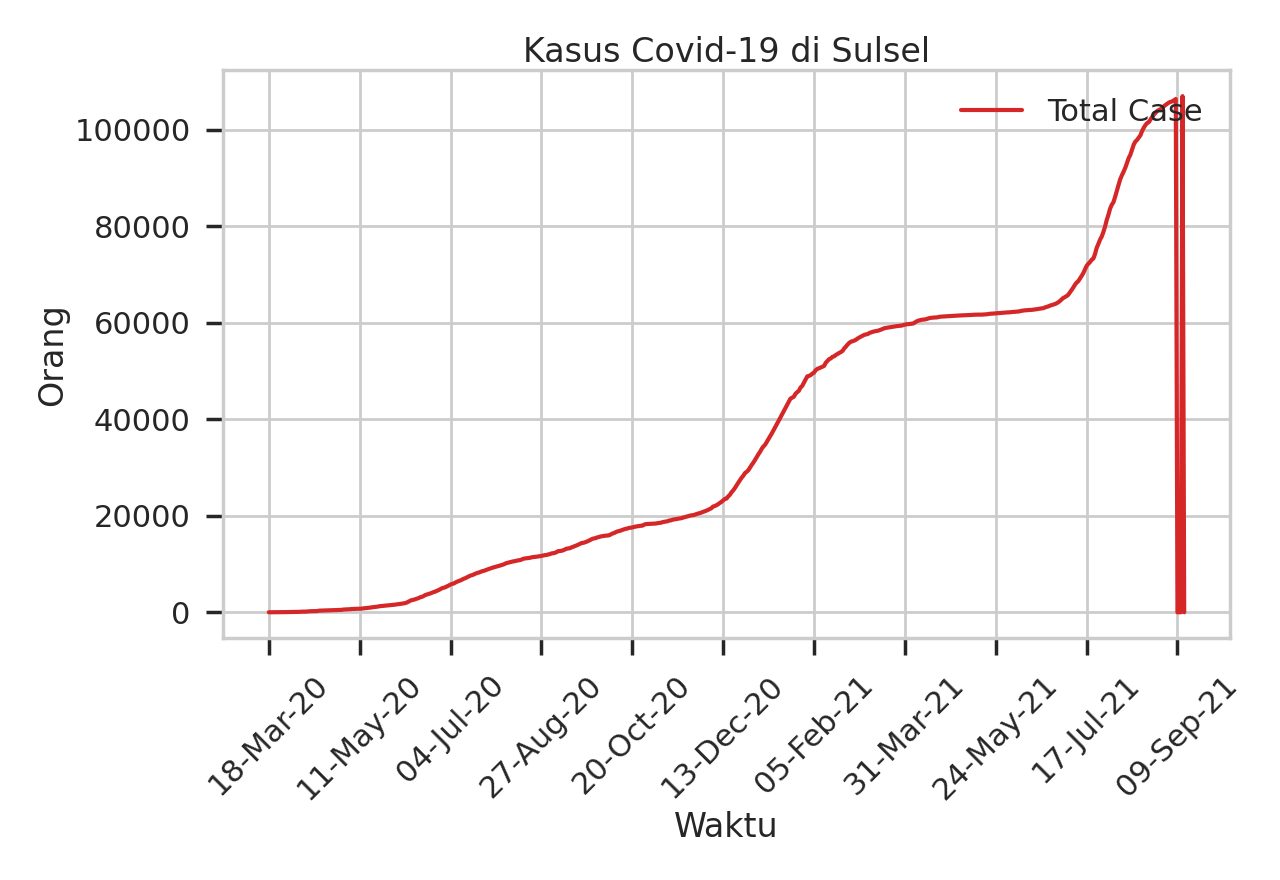 Kasus Covid-19 di Sulsel
Total Case
100000
80000
60000
40000
20000
0
Orang
18-Mar-20
11-May-20
04-Jul-20
27-Aug-20
20-Oct-20
13-Dec-20
05-Feb-21
31-Mar-21
24-May-21
17-Jul-21
09-Sep-21
Waktu